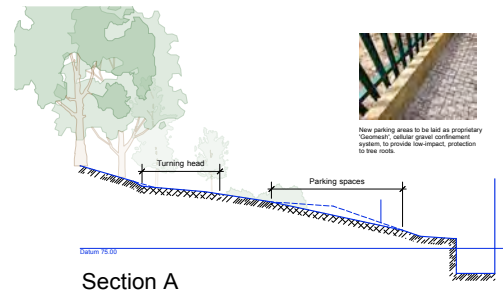 New parking areas to be laid as proprietary
'Geomesh', cellular gravel confinement
system, to provide low-impact, protection
to tree roots.
Turning head
Parking spaces
Datum 75.00
Section A